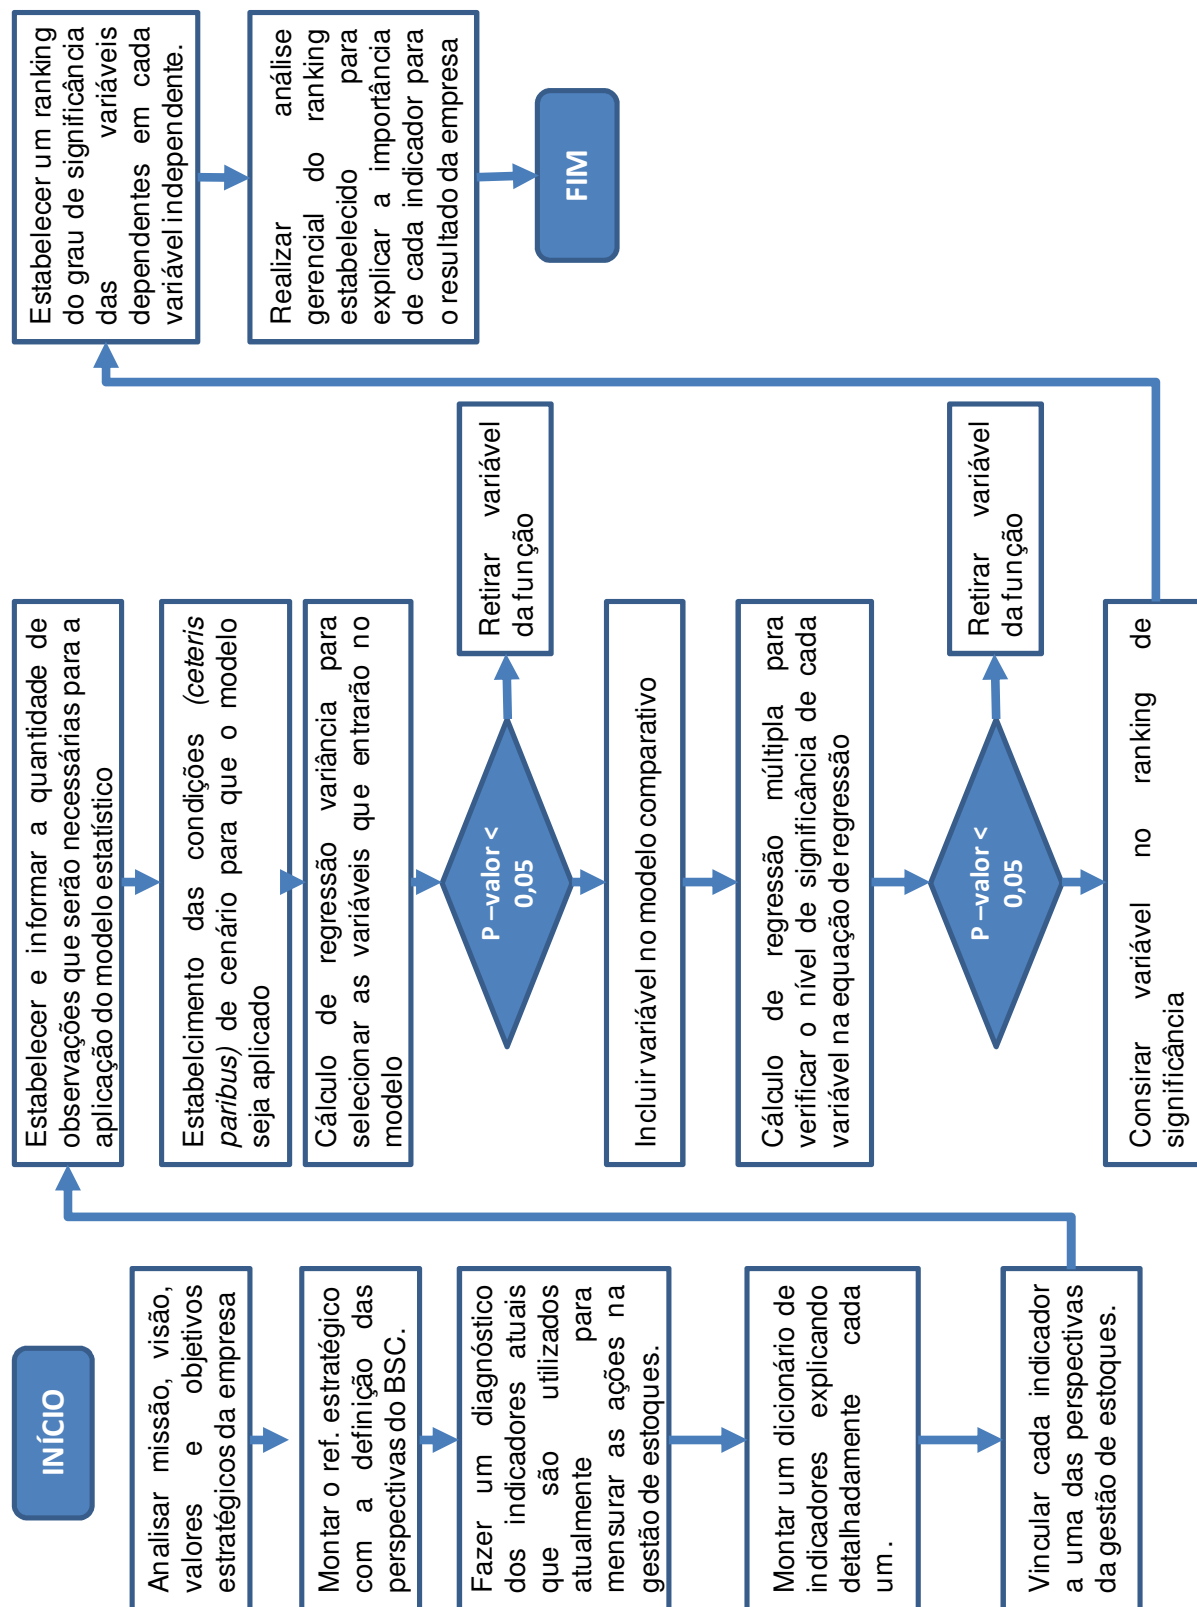 INÍCIO
Analisar missão, visão,
valores e objetivos
estratégicos da empresa
Montar o ref. estratégico
com a definição das
perspectivas do BSC.
Fazer um diagnóstico
dos indicadores atuais
que são utilizados
atualmente para
mensurar as ações na
gestão de estoques.
Montar um dicionário de
indicadores explicando
detalhadamente cada
um.
Vincular cada indicador
a uma das perspectivas
da gestão de estoques.
Estabelecer e informar a quantidade de
observações que serão necessárias para a
aplicação do modelo estatístico
Estabelcimento das condições (ceteris
paribus) de cenário para que o modelo
seja aplicado
Cálculo de regressão variância para
selecionar as variáveis que entrarão no
modelo
P –valor <
0,05
Retirar variável
da função
Incluir variável no modelo comparativo
Cálculo de regressão múltipla para
verificar o nível de significância de cada
variável na equação de regressão
P –valor <
0,05
Retirar variável
da função
Consirar variável no ranking de
significância
Estabelecer um ranking
do grau de significância
das variáveis
dependentes em cada
variável independente.
Realizar análise
gerencial do ranking
estabelecido para
explicar a importância
de cada indicador para
o resultado da empresa
FIM